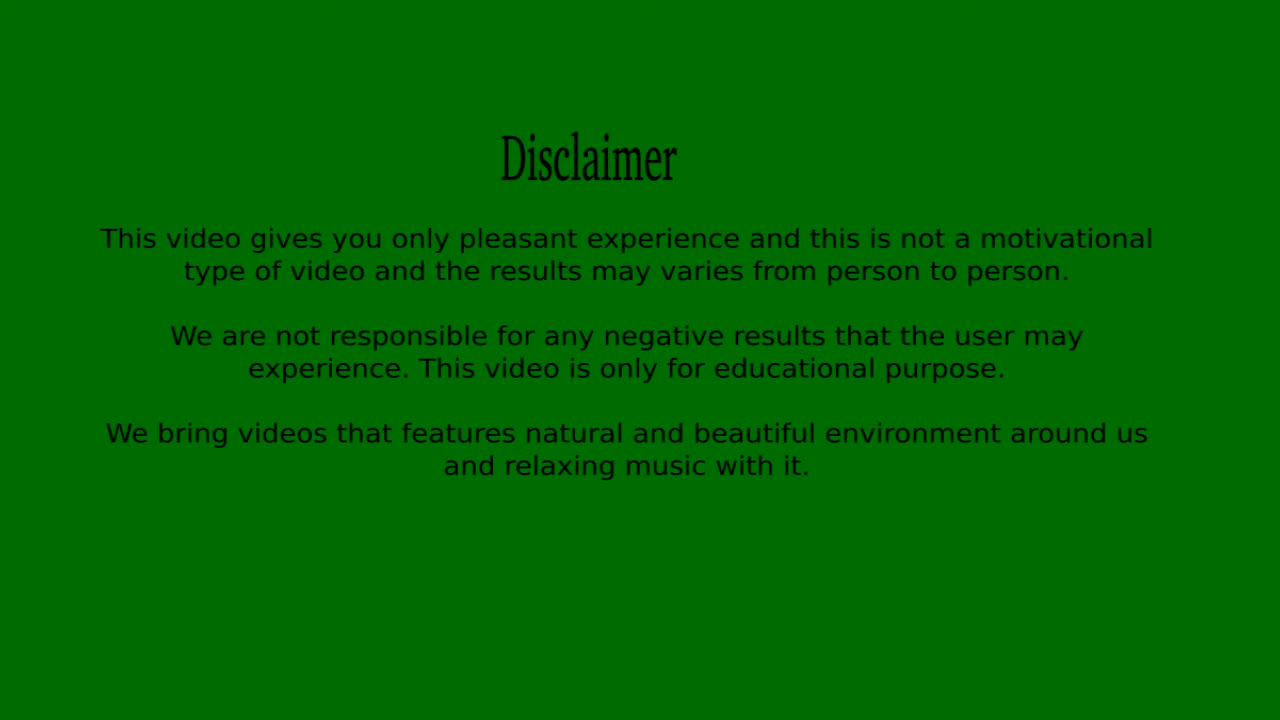 Disclaimer
This video gives you only pleasant experience and this is not a motivational
type of video and the results may varies from person to person.
We are not responsible for any negative results that the user may
experience. This video is only for educational purpose.
We bring videos that features natural and beautiful environment around us
and relaxing music with it.